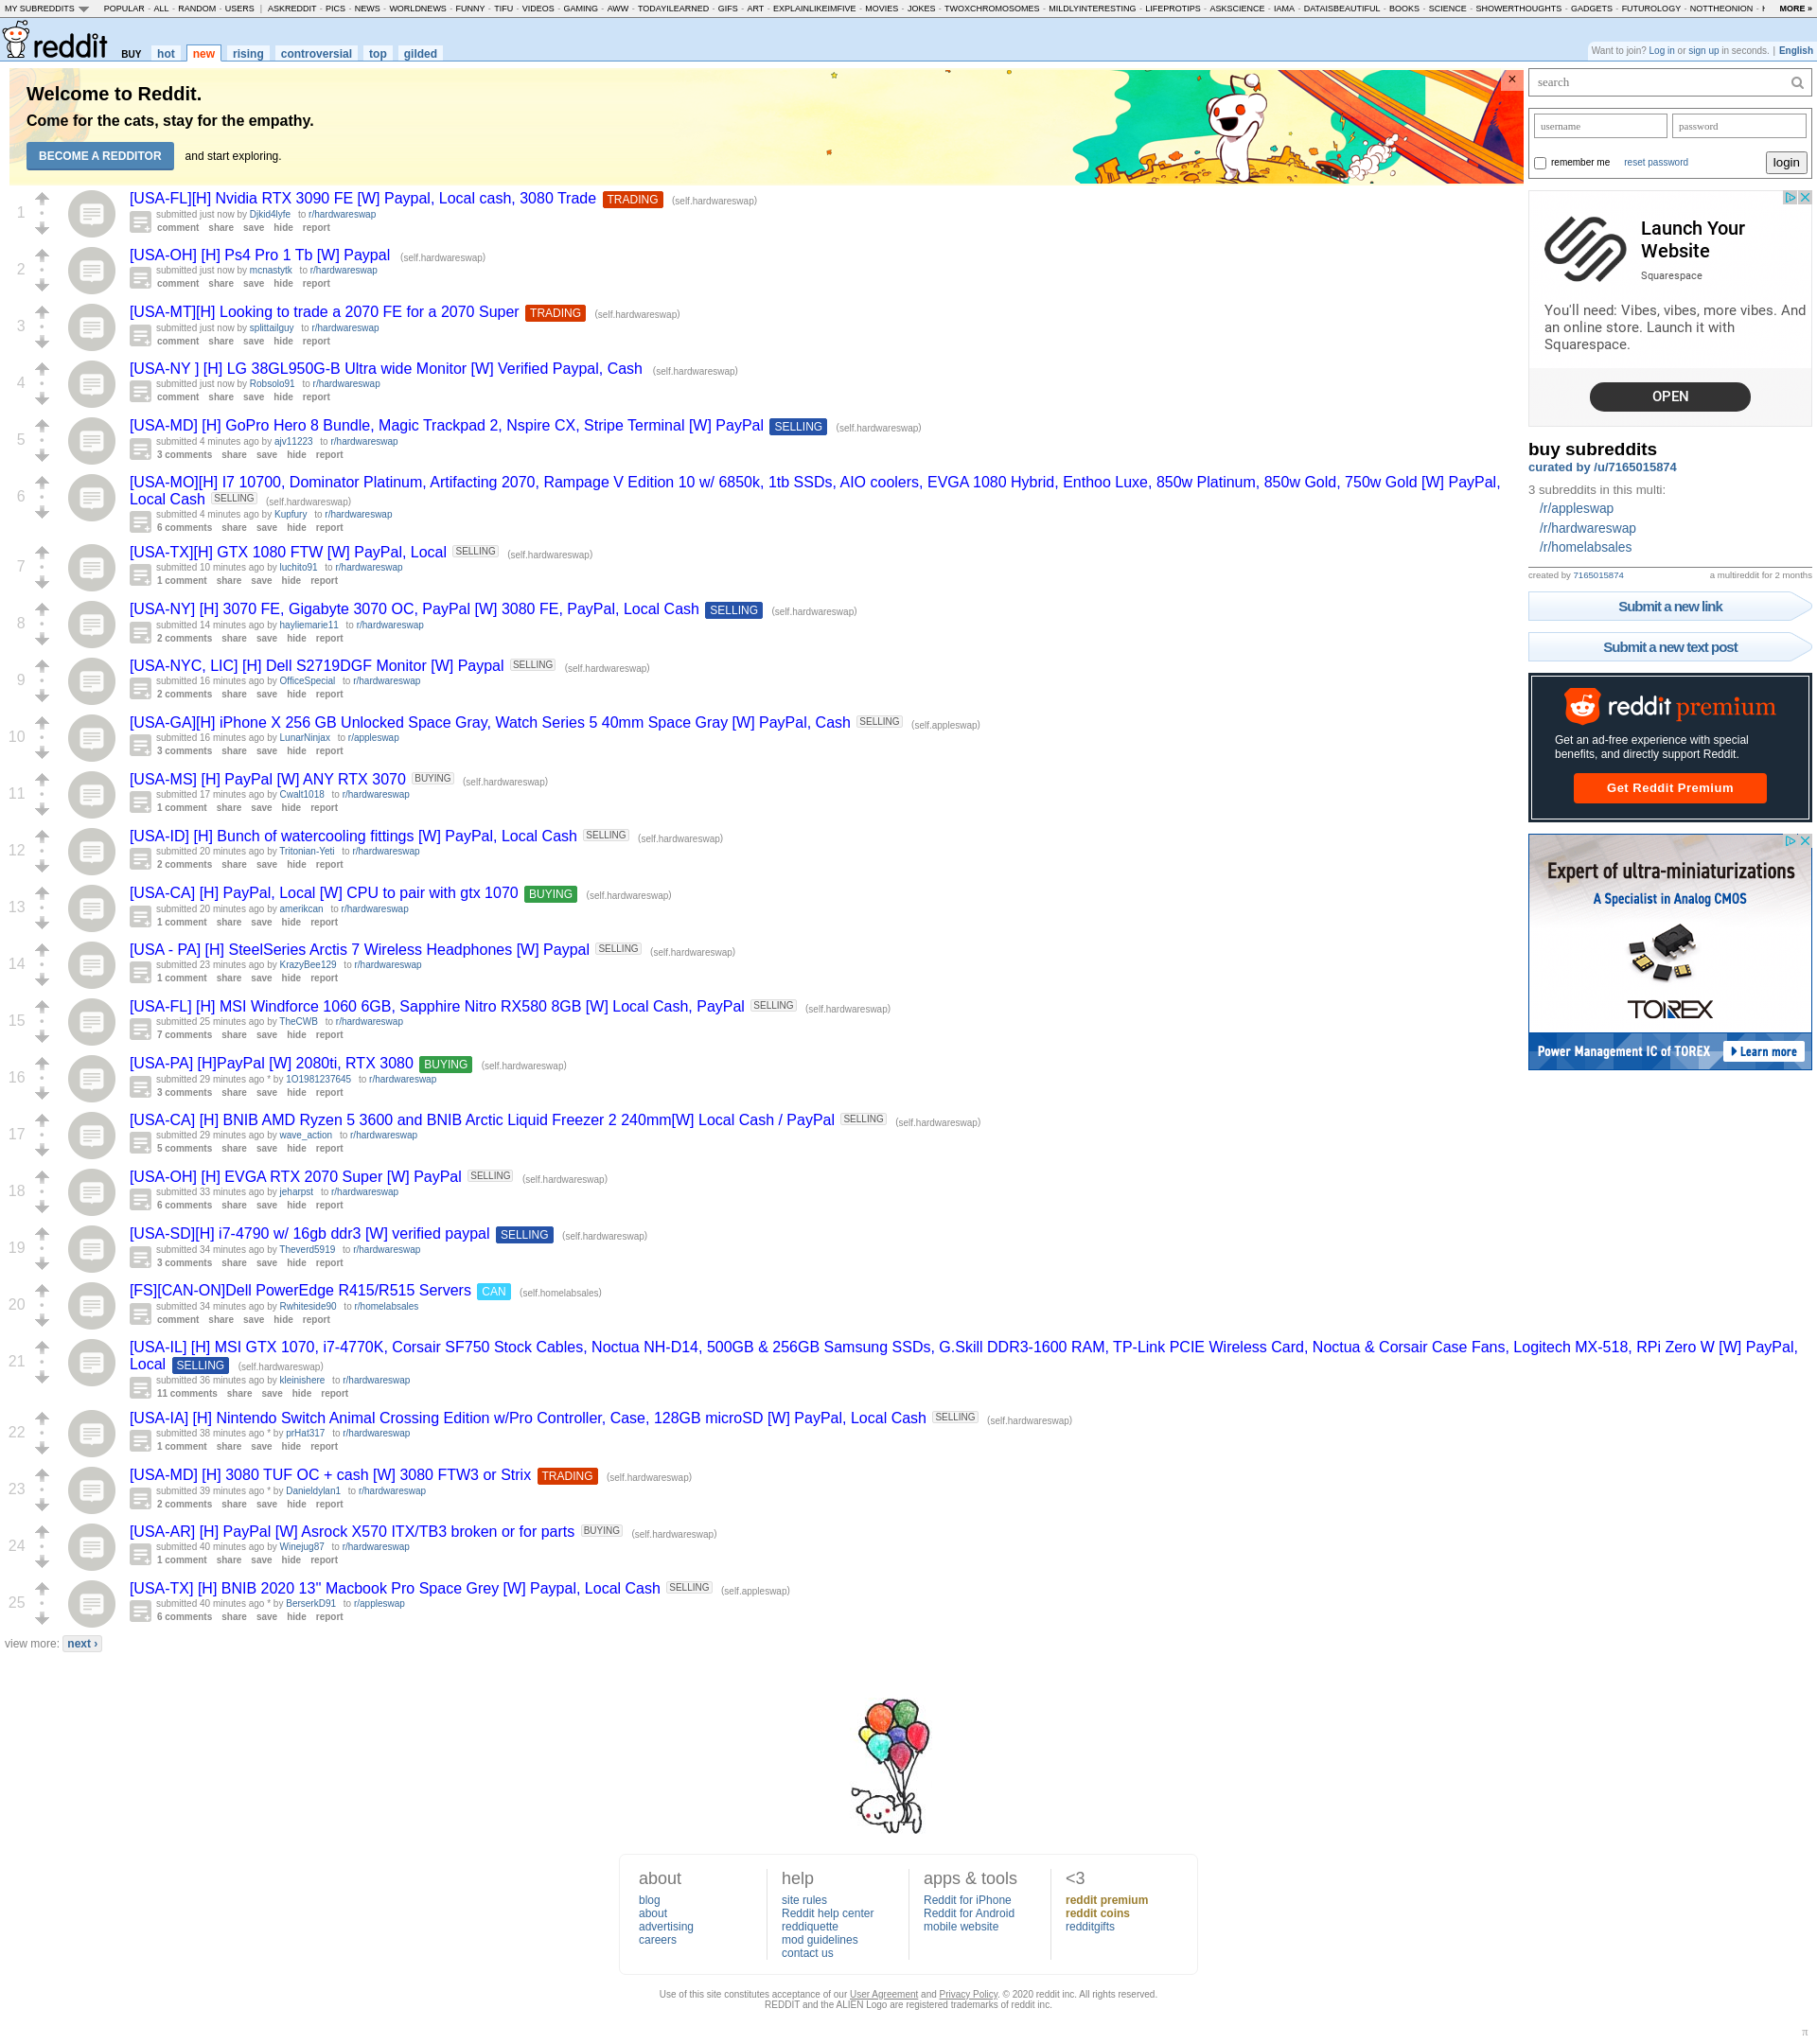 MY SUBREDDITS POPULAR - ALL - RANDOM - USERS | ASKREDDIT - PICS - NEWS - WORLDNEWS - FUNNY - TIFU - VIDEOS - GAMING - AWW - TODAYILEARNED - GIFS - ART - EXPLAINLIKEIMFIVE - MOVIES - JOKES - TWOXCHROMOSOMES - MILDLYINTERESTING - LIFEPROTIPS - ASKSCIENCE - IAMA - DATAISBEAUTIFUL - BOOKS - SCIENCE - SHOWERTHOUGHTS - GADGETS - FUTUROLOGY - NOTTHEONION - MORE »
reddit BUY hot new rising controversial top gilded
Want to join? Log in or sign up in seconds. | English
Welcome to Reddit.
Come for the cats, stay for the empathy.
BECOME A REDDITOR and start exploring.
×
1
[USA-FL][H] Nvidia RTX 3090 FE [W] Paypal, Local cash, 3080 Trade TRADING (self.hardwareswap)
submitted just now by Djkid4lyfe to r/hardwareswap
comment share save hide report
2
[USA-OH] [H] Ps4 Pro 1 Tb [W] Paypal (self.hardwareswap)
submitted just now by mcnastytk to r/hardwareswap
comment share save hide report
3
[USA-MT][H] Looking to trade a 2070 FE for a 2070 Super TRADING (self.hardwareswap)
submitted just now by splittailguy to r/hardwareswap
comment share save hide report
4
[USA-NY ] [H] LG 38GL950G-B Ultra wide Monitor [W] Verified Paypal, Cash (self.hardwareswap)
submitted just now by Robsolo91 to r/hardwareswap
comment share save hide report
5
[USA-MD] [H] GoPro Hero 8 Bundle, Magic Trackpad 2, Nspire CX, Stripe Terminal [W] PayPal SELLING (self.hardwareswap)
submitted 4 minutes ago by ajv11223 to r/hardwareswap
3 comments share save hide report
6
[USA-MO][H] I7 10700, Dominator Platinum, Artifacting 2070, Rampage V Edition 10 w/ 6850k, 1tb SSDs, AIO coolers, EVGA 1080 Hybrid, Enthoo Luxe, 850w Platinum, 850w Gold, 750w Gold [W] PayPal,
Local Cash SELLING (self.hardwareswap)
submitted 4 minutes ago by Kupfury to r/hardwareswap
6 comments share save hide report
7
[USA-TX][H] GTX 1080 FTW [W] PayPal, Local SELLING (self.hardwareswap)
submitted 10 minutes ago by luchito91 to r/hardwareswap
1 comment share save hide report
8
[USA-NY] [H] 3070 FE, Gigabyte 3070 OC, PayPal [W] 3080 FE, PayPal, Local Cash SELLING (self.hardwareswap)
submitted 14 minutes ago by hayliemarie11 to r/hardwareswap
2 comments share save hide report
9
[USA-NYC, LIC] [H] Dell S2719DGF Monitor [W] Paypal SELLING (self.hardwareswap)
submitted 16 minutes ago by OfficeSpecial to r/hardwareswap
2 comments share save hide report
10
[USA-GA][H] iPhone X 256 GB Unlocked Space Gray, Watch Series 5 40mm Space Gray [W] PayPal, Cash SELLING (self.appleswap)
submitted 16 minutes ago by LunarNinjax to r/appleswap
3 comments share save hide report
11
[USA-MS] [H] PayPal [W] ANY RTX 3070 BUYING (self.hardwareswap)
submitted 17 minutes ago by Cwalt1018 to r/hardwareswap
1 comment share save hide report
12
[USA-ID] [H] Bunch of watercooling fittings [W] PayPal, Local Cash SELLING (self.hardwareswap)
submitted 20 minutes ago by Tritonian-Yeti to r/hardwareswap
2 comments share save hide report
13
[USA-CA] [H] PayPal, Local [W] CPU to pair with gtx 1070 BUYING (self.hardwareswap)
submitted 20 minutes ago by amerikcan to r/hardwareswap
1 comment share save hide report
14
[USA - PA] [H] SteelSeries Arctis 7 Wireless Headphones [W] Paypal SELLING (self.hardwareswap)
submitted 23 minutes ago by KrazyBee129 to r/hardwareswap
1 comment share save hide report
15
[USA-FL] [H] MSI Windforce 1060 6GB, Sapphire Nitro RX580 8GB [W] Local Cash, PayPal SELLING (self.hardwareswap)
submitted 25 minutes ago by TheCWB to r/hardwareswap
7 comments share save hide report
16
[USA-PA] [H]PayPal [W] 2080ti, RTX 3080 BUYING (self.hardwareswap)
submitted 29 minutes ago * by 1O1981237645 to r/hardwareswap
3 comments share save hide report
17
[USA-CA] [H] BNIB AMD Ryzen 5 3600 and BNIB Arctic Liquid Freezer 2 240mm[W] Local Cash / PayPal SELLING (self.hardwareswap)
submitted 29 minutes ago by wave_action to r/hardwareswap
5 comments share save hide report
18
[USA-OH] [H] EVGA RTX 2070 Super [W] PayPal SELLING (self.hardwareswap)
submitted 33 minutes ago by jeharpst to r/hardwareswap
6 comments share save hide report
19
[USA-SD][H] i7-4790 w/ 16gb ddr3 [W] verified paypal SELLING (self.hardwareswap)
submitted 34 minutes ago by Theverd5919 to r/hardwareswap
3 comments share save hide report
20
[FS][CAN-ON]Dell PowerEdge R415/R515 Servers CAN (self.homelabsales)
submitted 34 minutes ago by Rwhiteside90 to r/homelabsales
comment share save hide report
21
[USA-IL] [H] MSI GTX 1070, i7-4770K, Corsair SF750 Stock Cables, Noctua NH-D14, 500GB & 256GB Samsung SSDs, G.Skill DDR3-1600 RAM, TP-Link PCIE Wireless Card, Noctua & Corsair Case Fans, Logitech MX-518, RPi Zero W [W] PayPal,
Local SELLING (self.hardwareswap)
submitted 36 minutes ago by kleinishere to r/hardwareswap
11 comments share save hide report
22
[USA-IA] [H] Nintendo Switch Animal Crossing Edition w/Pro Controller, Case, 128GB microSD [W] PayPal, Local Cash SELLING (self.hardwareswap)
submitted 38 minutes ago * by prHat317 to r/hardwareswap
1 comment share save hide report
23
[USA-MD] [H] 3080 TUF OC + cash [W] 3080 FTW3 or Strix TRADING (self.hardwareswap)
submitted 39 minutes ago * by Danieldylan1 to r/hardwareswap
2 comments share save hide report
24
[USA-AR] [H] PayPal [W] Asrock X570 ITX/TB3 broken or for parts BUYING (self.hardwareswap)
submitted 40 minutes ago by Winejug87 to r/hardwareswap
1 comment share save hide report
25
[USA-TX] [H] BNIB 2020 13" Macbook Pro Space Grey [W] Paypal, Local Cash SELLING (self.appleswap)
submitted 40 minutes ago * by BerserkD91 to r/appleswap
6 comments share save hide report
view more: next ›
search
username password
remember me reset password login
Launch Your
Website
Squarespace
You'll need: Vibes, vibes, more vibes. And
an online store. Launch it with
Squarespace.
OPEN
buy subreddits
curated by /u/7165015874
3 subreddits in this multi:
/r/appleswap
/r/hardwareswap
/r/homelabsales
created by 7165015874 a multireddit for 2 months
Submit a new link
Submit a new text post
reddit premium
Get an ad-free experience with special
benefits, and directly support Reddit.
Get Reddit Premium
Expert of ultra-miniaturizations
A Specialist in Analog CMOS
TOREX
Power Management IC of TOREX Learn more
about
blog
about
advertising
careers
help
site rules
Reddit help center
reddiquette
mod guidelines
contact us
apps & tools
Reddit for iPhone
Reddit for Android
mobile website
<3
reddit premium
reddit coins
redditgifts
Use of this site constitutes acceptance of our User Agreement and Privacy Policy. © 2020 reddit inc. All rights reserved.
REDDIT and the ALIEN Logo are registered trademarks of reddit inc.
π